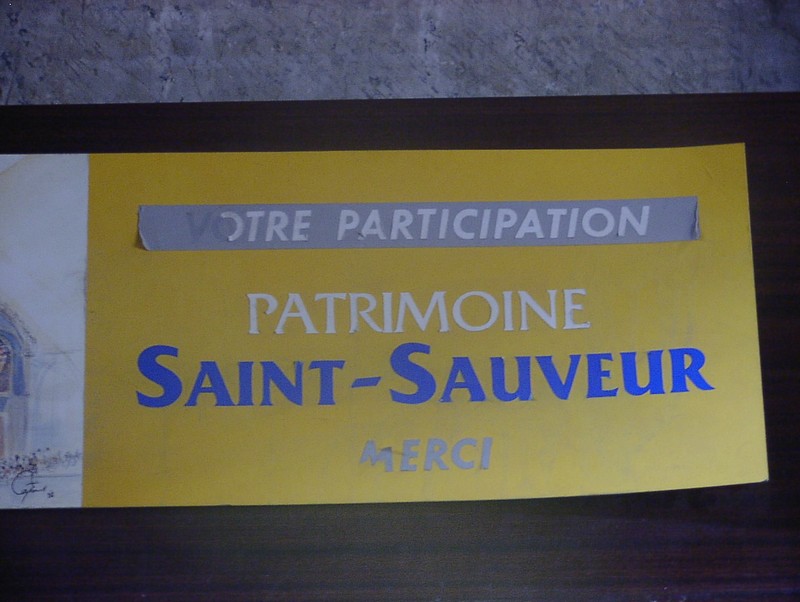 VOTRE PARTICIPATION
PATRIMOINE
SAINT-SAUVEUR
MERCI